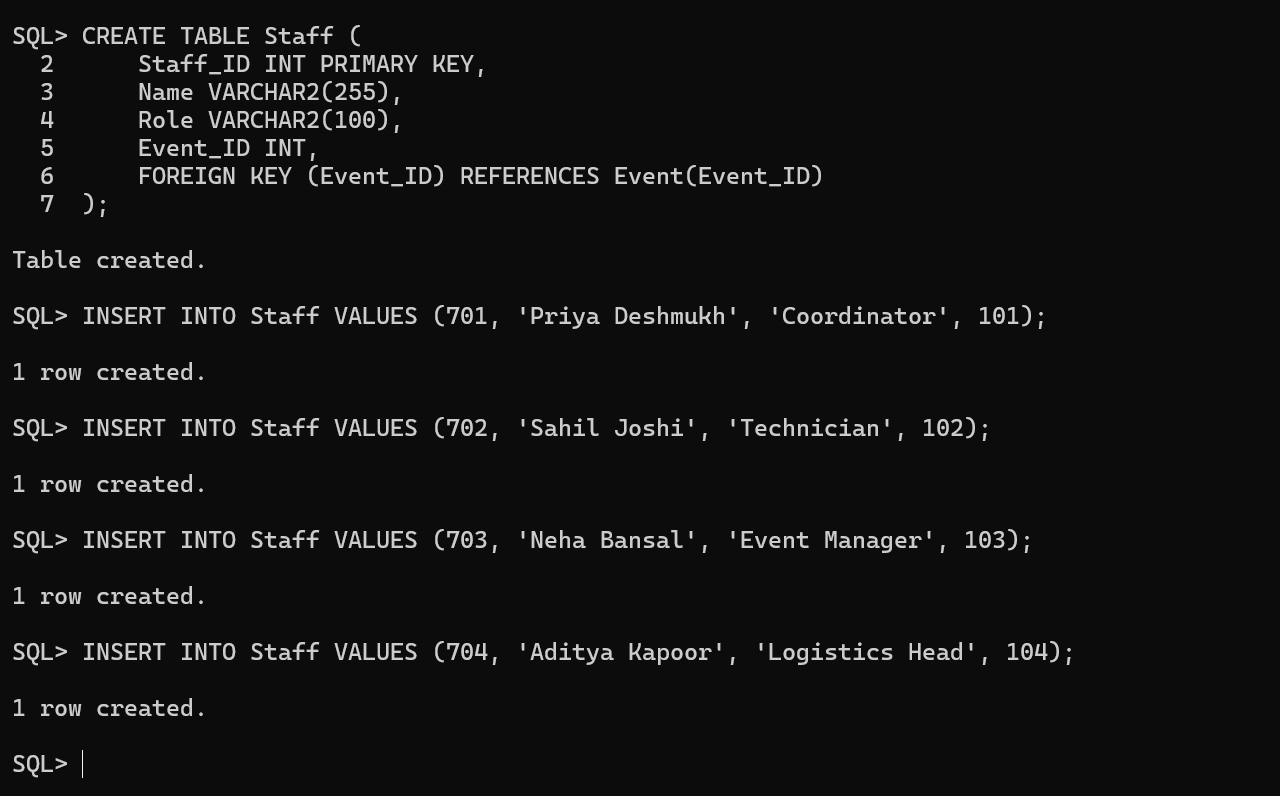 SQL> CREATE TABLE Staff (
  2      Staff_ID INT PRIMARY KEY,
  3      Name VARCHAR2(255),
  4      Role VARCHAR2(100),
  5      Event_ID INT,
  6      FOREIGN KEY (Event_ID) REFERENCES Event(Event_ID)
  7  );
Table created.
SQL> INSERT INTO Staff VALUES (701, 'Priya Deshmukh', 'Coordinator', 101);
1 row created.
SQL> INSERT INTO Staff VALUES (702, 'Sahil Joshi', 'Technician', 102);
1 row created.
SQL> INSERT INTO Staff VALUES (703, 'Neha Bansal', 'Event Manager', 103);
1 row created.
SQL> INSERT INTO Staff VALUES (704, 'Aditya Kapoor', 'Logistics Head', 104);
1 row created.
SQL>